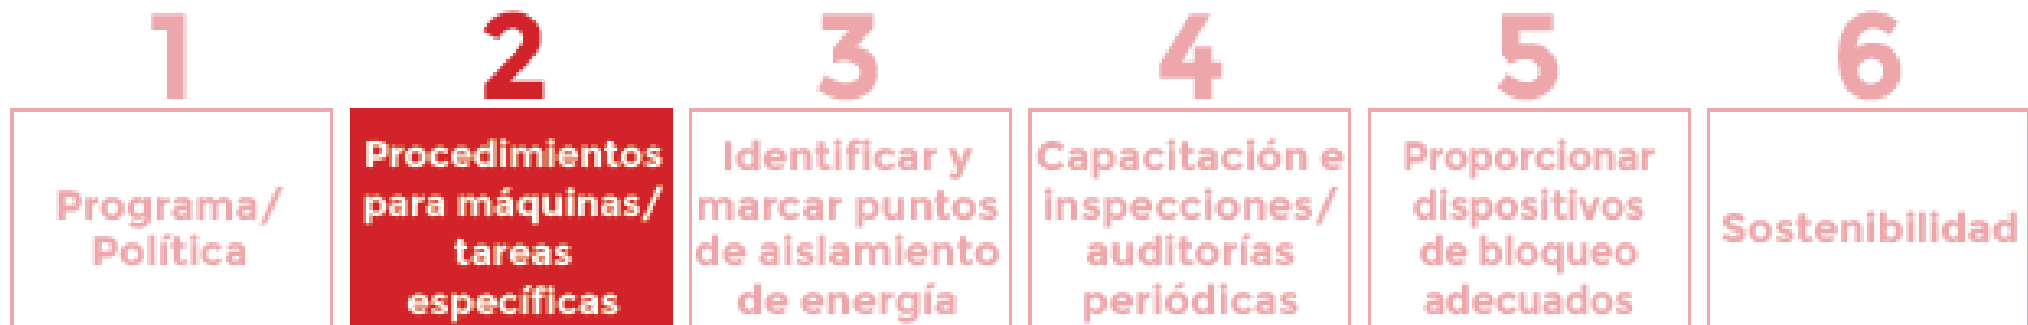 1
Programa/
Política
2
Procedimientos
para máquinas/
tareas
específicas
3
Identificar y
marcar puntos
de aislamiento
de energía
4
Capacitación e
inspecciones/
auditorías
periódicas
5
Proporcionar
dispositivos
de bloqueo
adecuados
6
Sostenibilidad